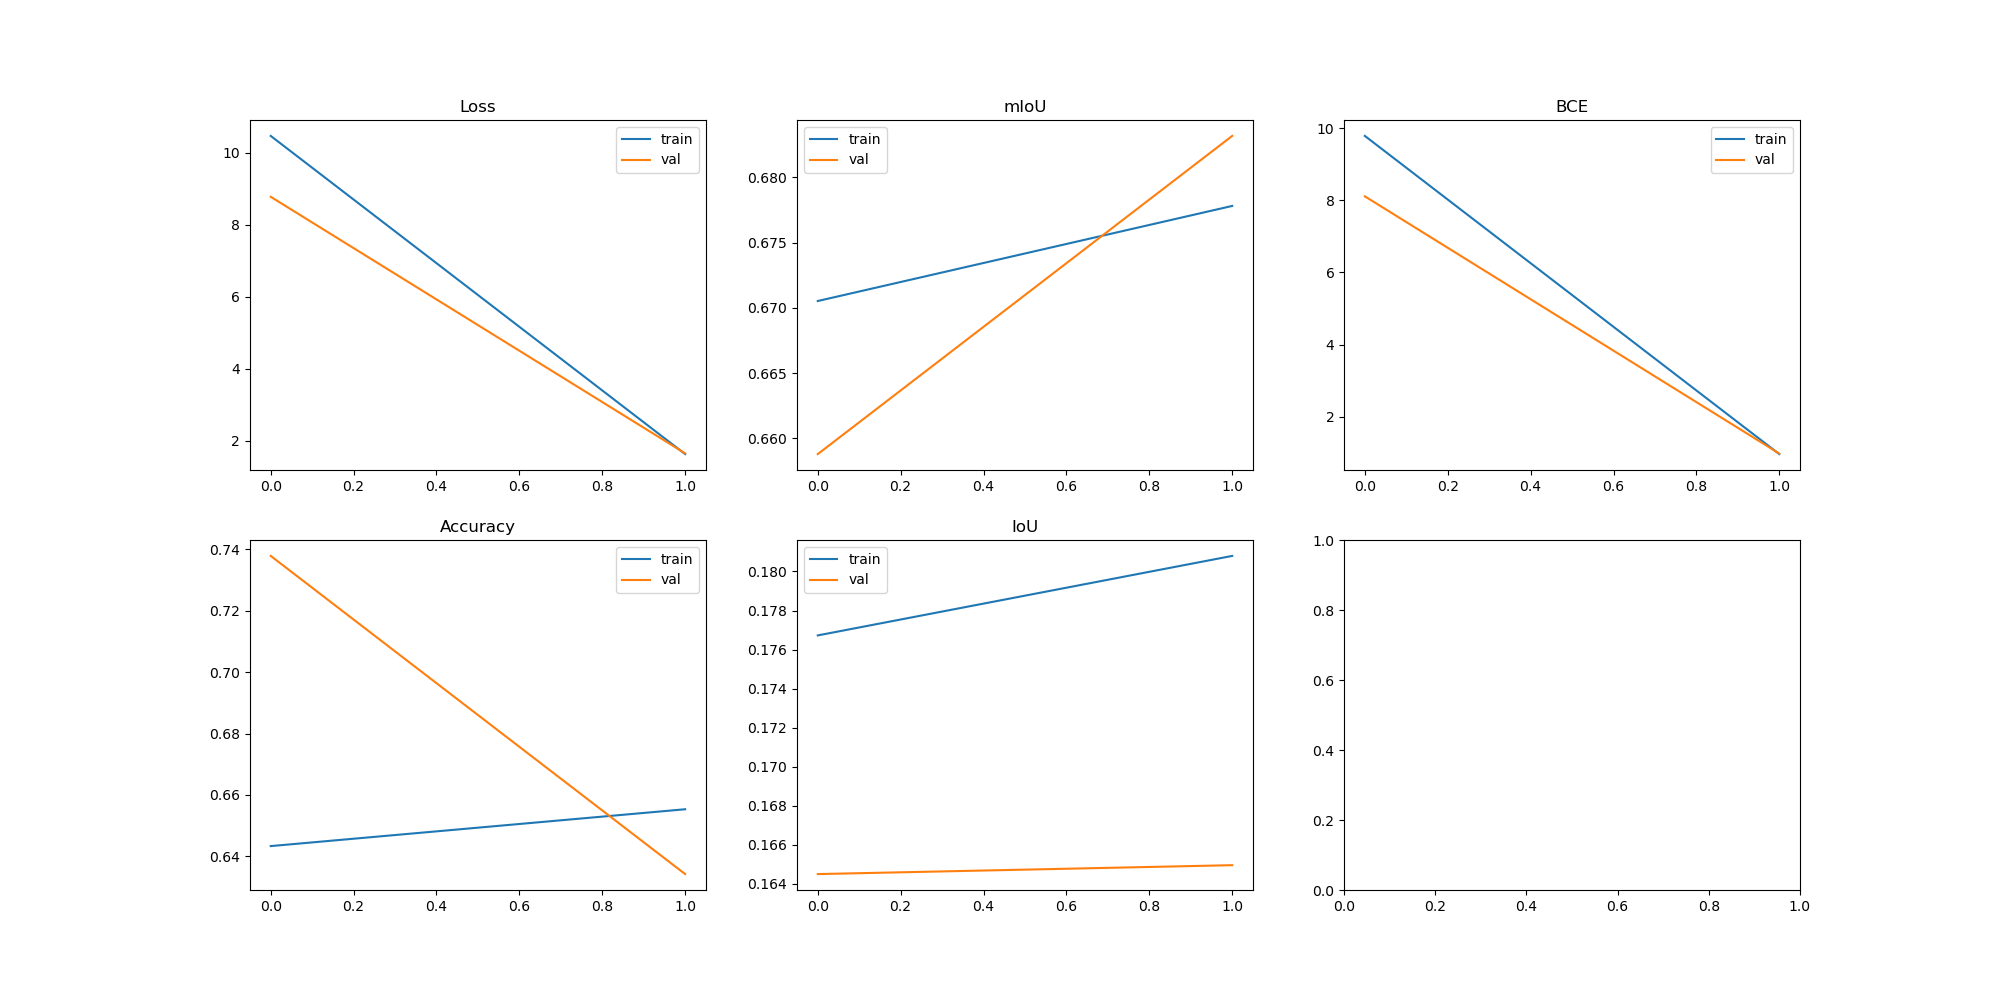 Loss
10
8
6
4
2
0.0 0.2 0.4 0.6 0.8 1.0
train
val
mIoU
0.680
0.675
0.670
0.665
0.660
0.0 0.2 0.4 0.6 0.8 1.0
train
val
BCE
10
8
6
4
2
0.0 0.2 0.4 0.6 0.8 1.0
train
val
Accuracy
0.74
0.72
0.70
0.68
0.66
0.64
0.0 0.2 0.4 0.6 0.8 1.0
train
val
IoU
0.180
0.178
0.176
0.174
0.172
0.170
0.168
0.166
0.164
0.0 0.2 0.4 0.6 0.8 1.0
train
val
1.0
0.8
0.6
0.4
0.2
0.0
0.0 0.2 0.4 0.6 0.8 1.0